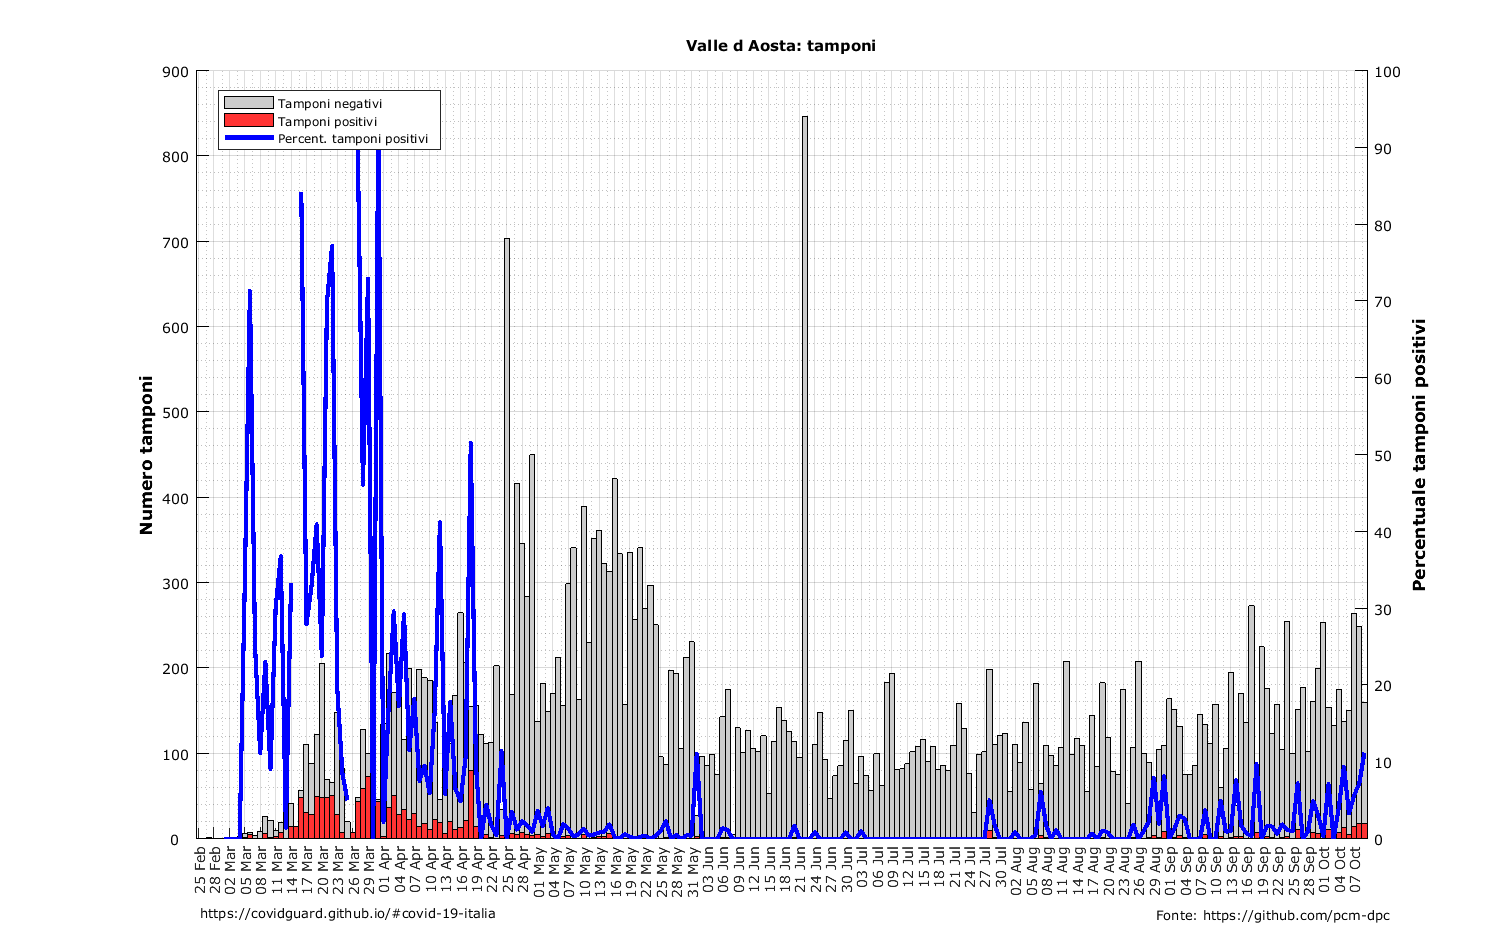 Valle d Aosta: tamponi
Tamponi negativi
Tamponi positivi
Percent. tamponi positivi
Numero tamponi
900
800
700
600
500
400
300
200
100
0
Percentuale tamponi positivi
100
90
80
70
60
50
40
30
20
10
0
25 Feb
28 Feb
02 Mar
05 Mar
08 Mar
11 Mar
14 Mar
17 Mar
20 Mar
23 Mar
26 Mar
29 Mar
01 Apr
04 Apr
07 Apr
10 Apr
13 Apr
16 Apr
19 Apr
22 Apr
25 Apr
28 Apr
01 May
04 May
07 May
10 May
13 May
16 May
19 May
22 May
25 May
28 May
31 May
03 Jun
06 Jun
09 Jun
12 Jun
15 Jun
18 Jun
21 Jun
24 Jun
27 Jun
30 Jun
03 Jul
06 Jul
09 Jul
12 Jul
15 Jul
18 Jul
21 Jul
24 Jul
27 Jul
30 Jul
02 Aug
05 Aug
08 Aug
11 Aug
14 Aug
17 Aug
20 Aug
23 Aug
26 Aug
29 Aug
01 Sep
04 Sep
07 Sep
10 Sep
13 Sep
16 Sep
19 Sep
22 Sep
25 Sep
28 Sep
01 Oct
04 Oct
07 Oct
https://covidguard.github.io/#covid-19-italia
Fonte: https://github.com/pcm-dpc